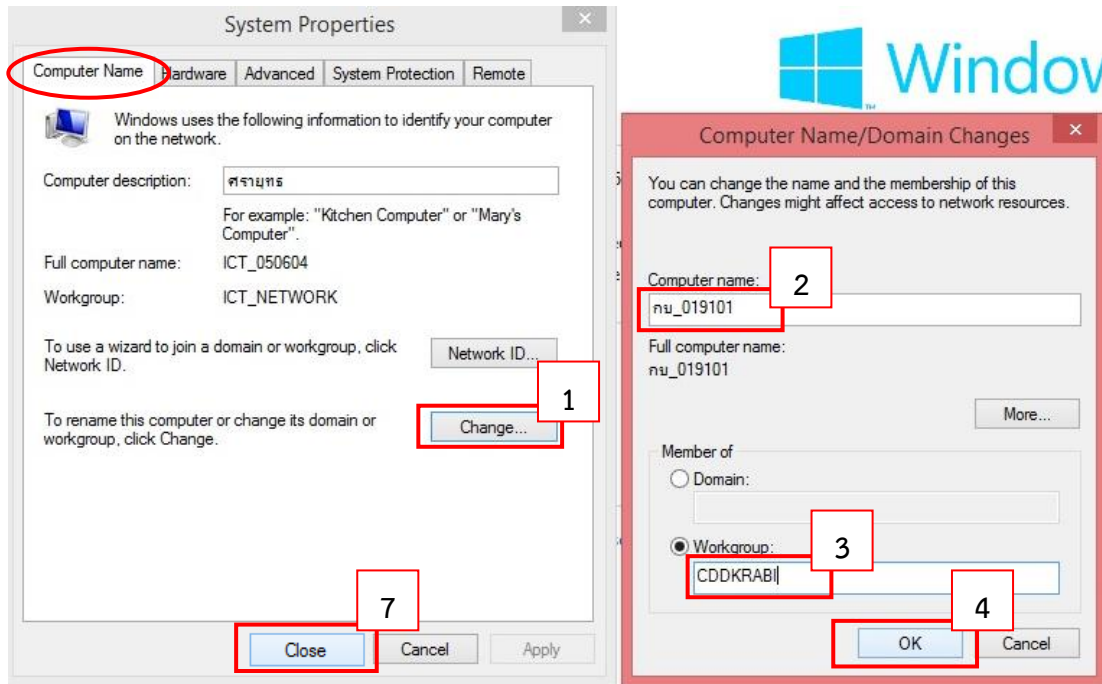 System Properties
Computer Name
Hardware
Advanced
System Protection
Remote
Windows uses the following information to identify your computer
on the network.
Computer description:
ศรายุทธ
For example: "Kitchen Computer" or "Mary's
Computer".
Full computer name:
ICT_050604
Workgroup:
ICT_NETWORK
To use a wizard to join a domain or workgroup, click
Network ID.
Network ID...
1
To rename this computer or change its domain or
workgroup, click Change.
Change...
7
Close
Cancel
Apply
Window
Computer Name/Domain Changes
You can change the name and the membership of this
computer. Changes might affect access to network resources.
Computer name:
2
กบ_019101
Full computer name:
กบ_019101
More...
Member of
Domain:
Workgroup:
3
CDDKRABI
4
OK
Cancel